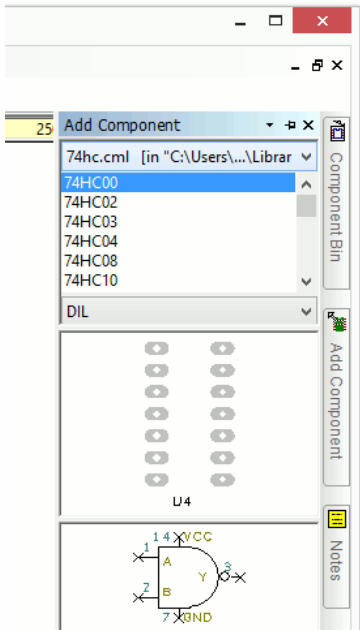 250
Add Component
74hc.cml [in "C:\Users\...\Librar
74HC00
74HC02
74HC03
74HC04
74HC08
74HC10
DIL
U4
14 VCC
1
A
3
Y
2
B
7 GND
Component Bin
Add Component
Notes